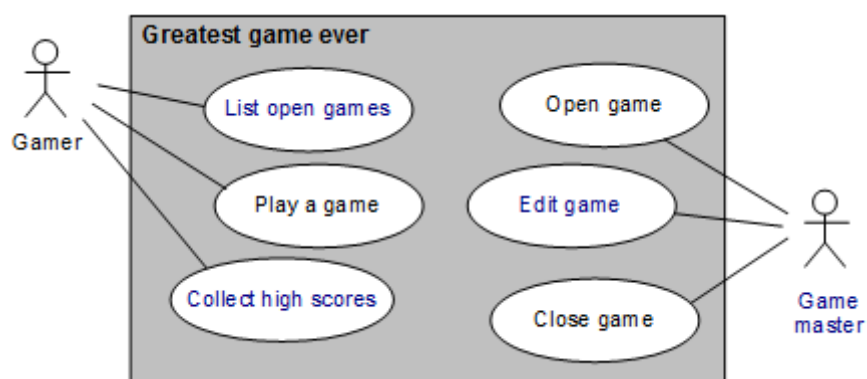 Greatest game ever
Gamer
List open games
Play a game
Collect high scores
Open game
Edit game
Close game
Game
master